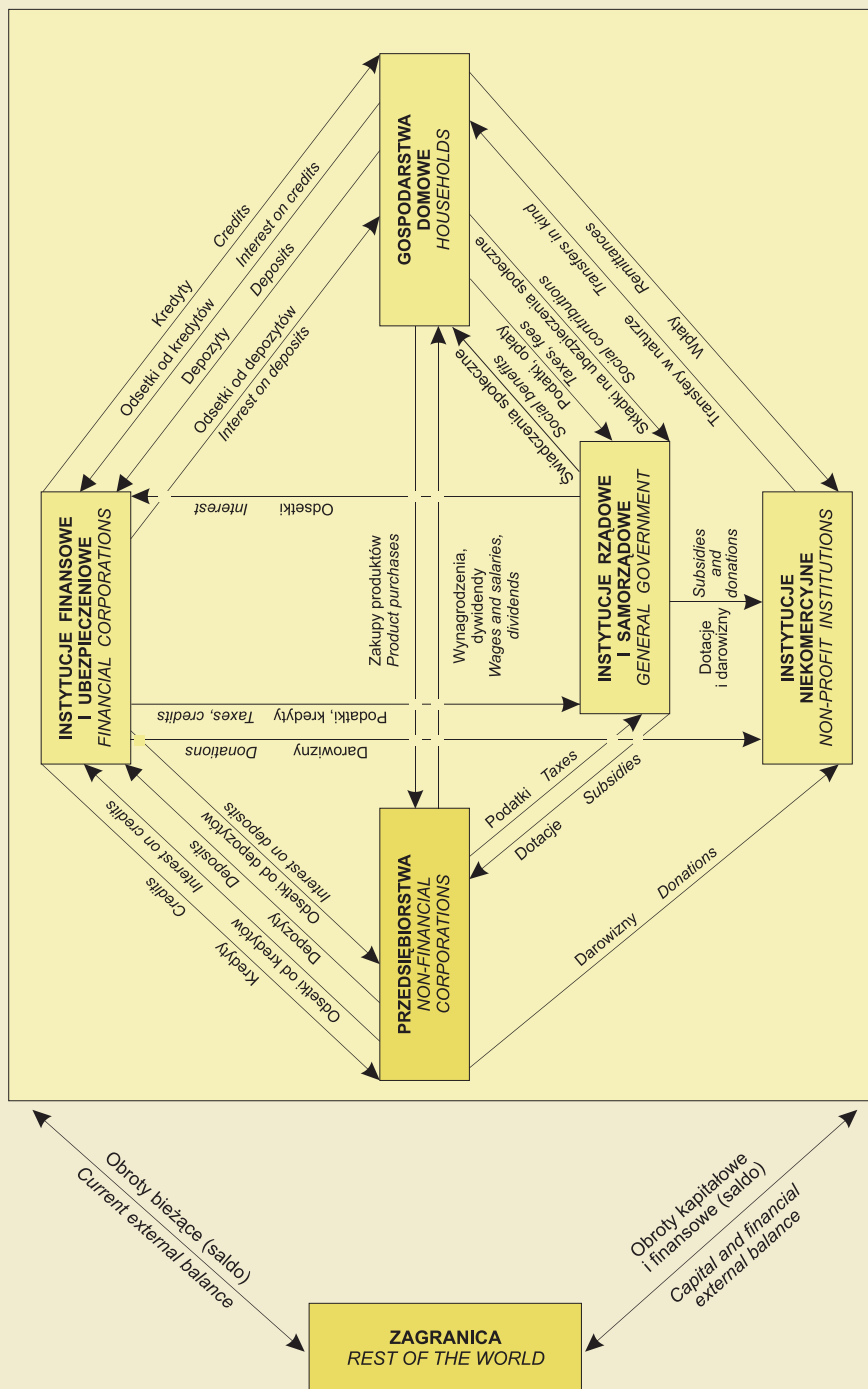 GOSPODARSTWA
DOMOWE
HOUSEHOLDS
Kredyty
Credits
Odsetki od kredytów
Interest on credits
Depozyty
Deposits
Odsetki od depozytów
Interest on deposits
Wpłaty
Remittances
Transfery w naturze
Transfers in kind
Składki na ubezpieczenia społeczne
Social contributions
Podatki, opłaty
Taxes, fees
Świadczenia społeczne
Social benefits
INSTYTUCJE FINANSOWE
I UBEZPIECZENIOWE
FINANCIAL CORPORATIONS
Odsetki
Interest
Zakupy produktów
Product purchases
Wynagrodzenia,
dywidendy
Wages and salaries,
dividends
INSTYTUCJE RZĄDOWE
I SAMORZĄDOWE
GENERAL GOVERNMENT
Subsidies
and
donations
Dotacje
i darowizny
INSTYTUCJE
NIEKOMERCYJNE
NON-PROFIT INSTITUTIONS
Podatki, kredyty
Taxes, credits
Darowizny
Donations
Kredyty
Credits
Odsetki od kredytów
Interest on credits
Depozyty
Deposits
Odsetki od depozytów
Interest on deposits
PRZEDSIĘBIORSTWA
NON-FINANCIAL
CORPORATIONS
Podatki
Taxes
Dotacje
Subsidies
Darowizny
Donations
Obroty bieżące (saldo)
Current external balance
Obroty kapitałowe
i finansowe (saldo)
Capital and financial
external balance
ZAGRANICA
REST OF THE WORLD